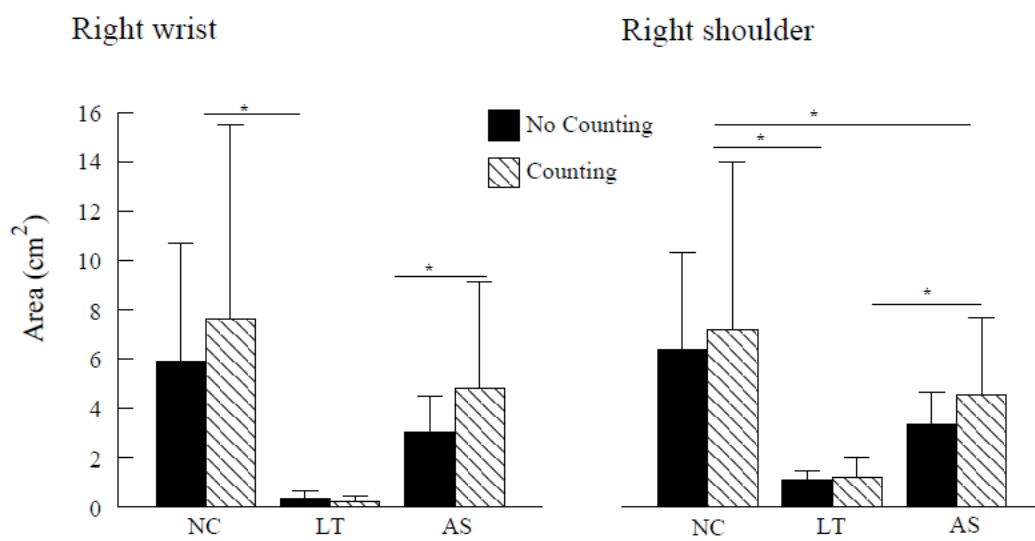 Right wrist
Right shoulder
Area (cm²)
16
14
12
10
8
6
4
2
0
*
*
No Counting
Counting
*
*
*
NC
LT
AS
NC
LT
AS